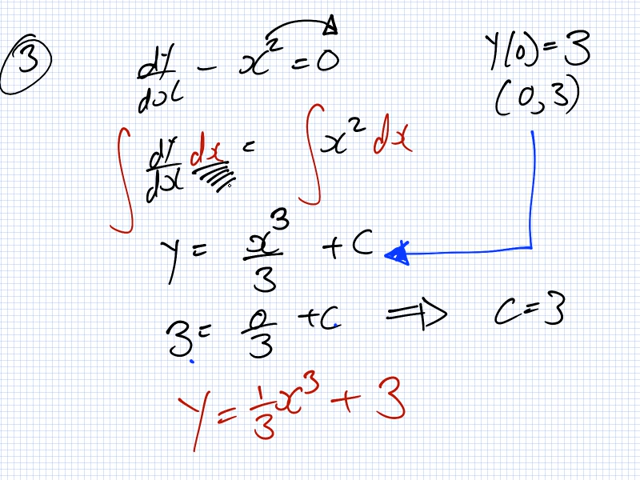 3 dy/dx - x² = 0 y(0) = 3
(0, 3)
∫ dy/dx dx = ∫ x² dx
y = x³/3 + C
3 = 0/3 + C ⟹ C = 3
y = 1/3 x³ + 3